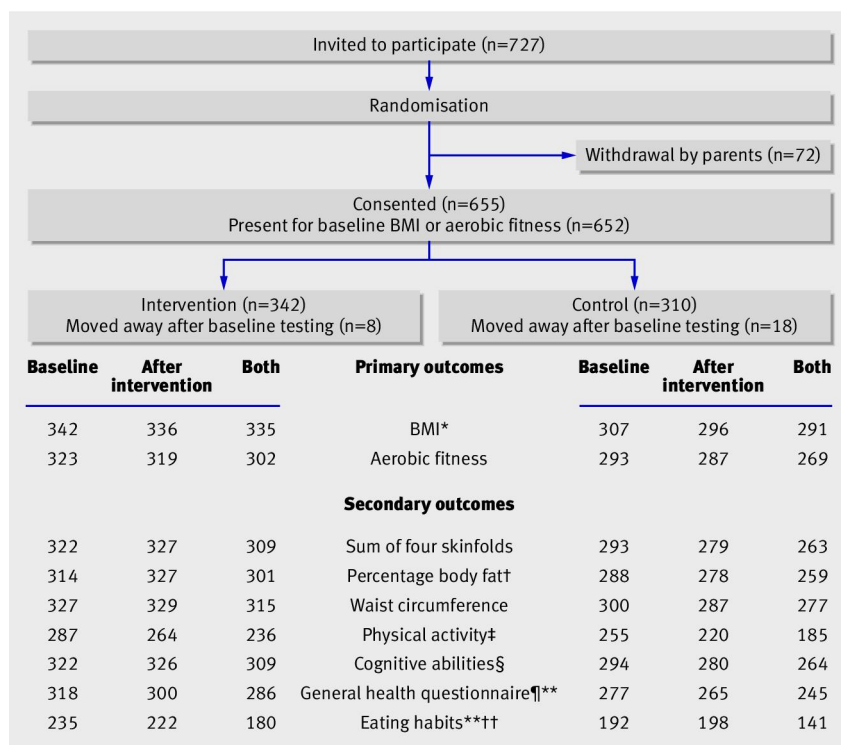 Invited to participate (n=727)
Randomisation
Withdrawal by parents (n=72)
Consented (n=655)
Present for baseline BMI or aerobic fitness (n=652)
Intervention (n=342)
Moved away after baseline testing (n=8)
Control (n=310)
Moved away after baseline testing (n=18)
Baseline After intervention Both Primary outcomes Baseline After intervention Both
342 336 335 BMI* 307 296 291
323 319 302 Aerobic fitness 293 287 269
Secondary outcomes
322 327 309 Sum of four skinfolds 293 279 263
314 327 301 Percentage body fat† 288 278 259
327 329 315 Waist circumference 300 287 277
287 264 236 Physical activity‡ 255 220 185
322 326 309 Cognitive abilities§ 294 280 264
318 300 286 General health questionnaire¶** 277 265 245
235 222 180 Eating habits**†† 192 198 141